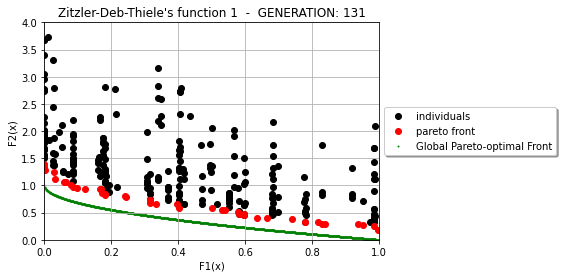 Zitzler-Deb-Thiele's function 1 - GENERATION: 131
4.0
3.5
3.0
2.5
2.0
1.5
1.0
0.5
0.0
F2(x)
0.0 0.2 0.4 0.6 0.8 1.0
F1(x)
individuals
pareto front
Global Pareto-optimal Front